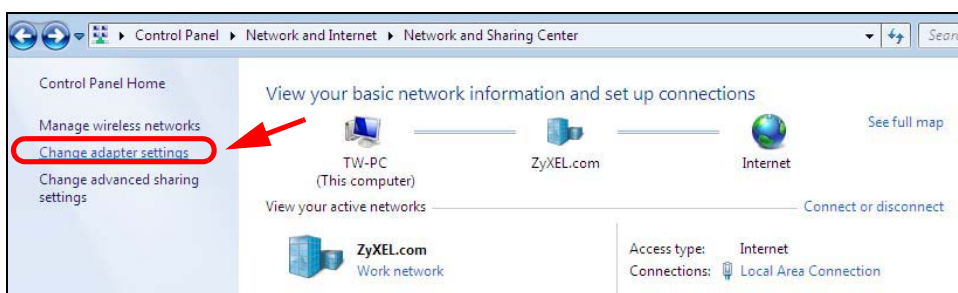 Control Panel Network and Internet Network and Sharing Center
Control Panel Home
Manage wireless networks
Change adapter settings
Change advanced sharing
settings
View your basic network information and set up connections
See full map
TW-PC
(This computer)
ZyXEL.com
Internet
View your active networks
Connect or disconnect
ZyXEL.com
Work network
Access type: Internet
Connections: Local Area Connection